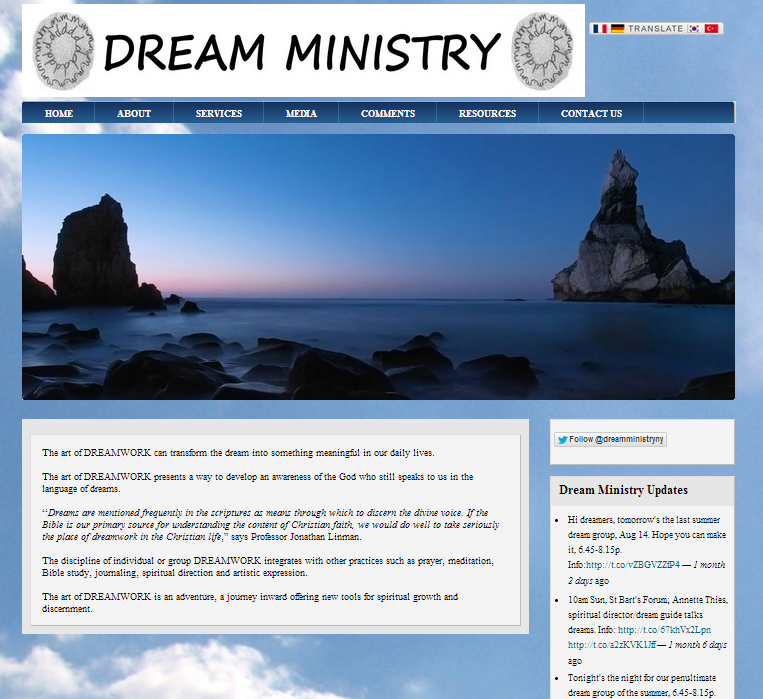 DREAM MINISTRY
TRANSLATE
HOME ABOUT SERVICES MEDIA COMMENTS RESOURCES CONTACT US
The art of DREAMWORK can transform the dream into something meaningful in our daily lives.
The art of DREAMWORK presents a way to develop an awareness of the God who still speaks to us in the
language of dreams.
“Dreams are mentioned frequently in the scriptures as means through which to discern the divine voice. If the
Bible is our primary source for understanding the content of Christian faith, we would do well to take seriously
the place of dreamwork in the Christian life,” says Professor Jonathan Linman.
The discipline of individual or group DREAMWORK integrates with other practices such as prayer, meditation,
Bible study, journaling, spiritual direction and artistic expression.
The art of DREAMWORK is an adventure, a journey inward offering new tools for spiritual growth and
discernment.
Follow @dreamministryny
Dream Ministry Updates
Hi dreamers, tomorrow's the last summer
dream group, Aug 14. Hope you can make
it, 6.45-8.15p.
Info:http://t.co/vZBGVZZfP4 — 1 month
2 days ago
10am Sun, St Bart's Forum; Annette Thies,
spiritual director/dream guide talks
dreams. Info: http://t.co/67khVx2Lpn
http://t.co/a2zKVK1Jff — 1 month 6 days
ago
Tonight's the night for our penultimate
dream group of the summer, 6.45-8.15p.